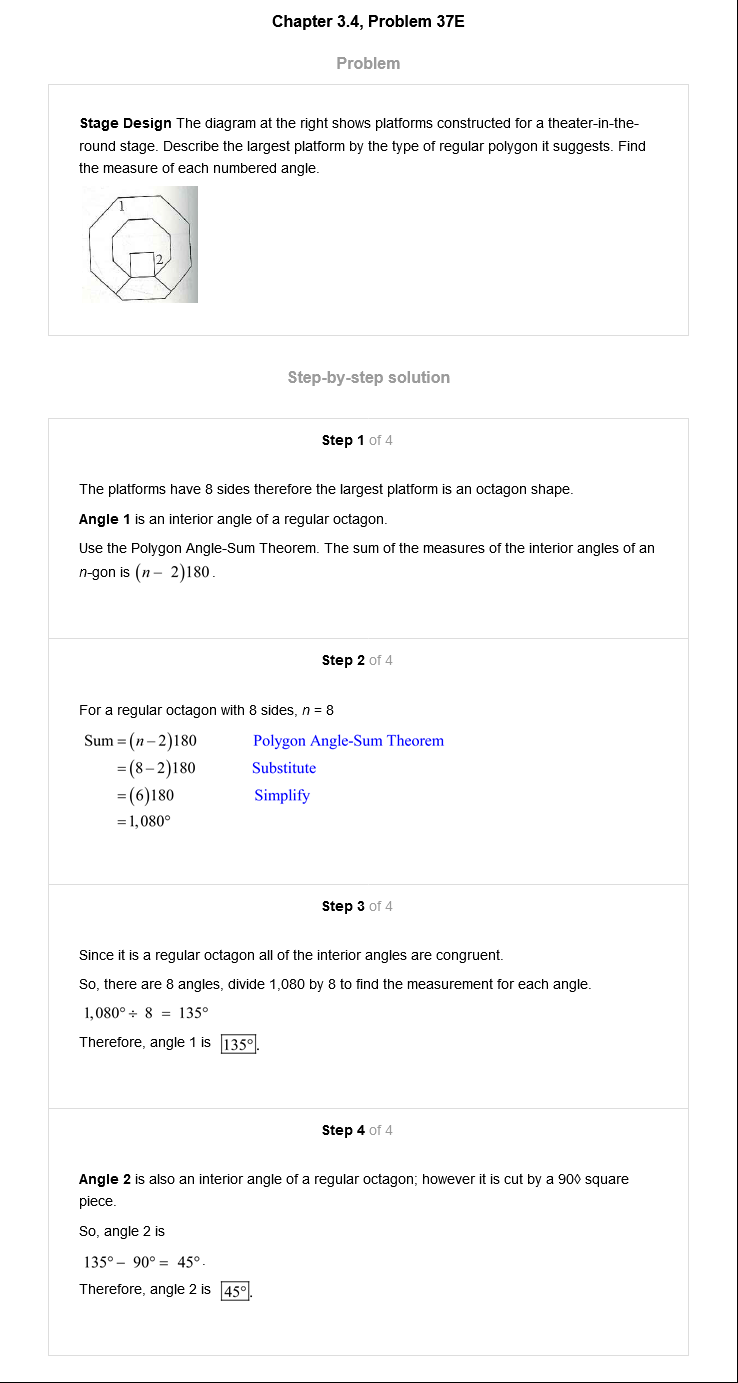 Chapter 3.4, Problem 37E
Problem
Stage Design The diagram at the right shows platforms constructed for a theater-in-the-
round stage. Describe the largest platform by the type of regular polygon it suggests. Find
the measure of each numbered angle.
1
2
Step-by-step solution
Step 1 of 4
The platforms have 8 sides therefore the largest platform is an octagon shape.
Angle 1 is an interior angle of a regular octagon.
Use the Polygon Angle-Sum Theorem. The sum of the measures of the interior angles of an
n-gon is (n − 2)180.
Step 2 of 4
For a regular octagon with 8 sides, n = 8
Sum = (n − 2)180 Polygon Angle-Sum Theorem
= (8 − 2)180 Substitute
= (6)180 Simplify
= 1,080°
Step 3 of 4
Since it is a regular octagon all of the interior angles are congruent.
So, there are 8 angles, divide 1,080 by 8 to find the measurement for each angle.
1,080° ÷ 8 = 135°
Therefore, angle 1 is 135°.
Step 4 of 4
Angle 2 is also an interior angle of a regular octagon; however it is cut by a 90◊ square
piece.
So, angle 2 is
135° − 90° = 45°.
Therefore, angle 2 is 45°.